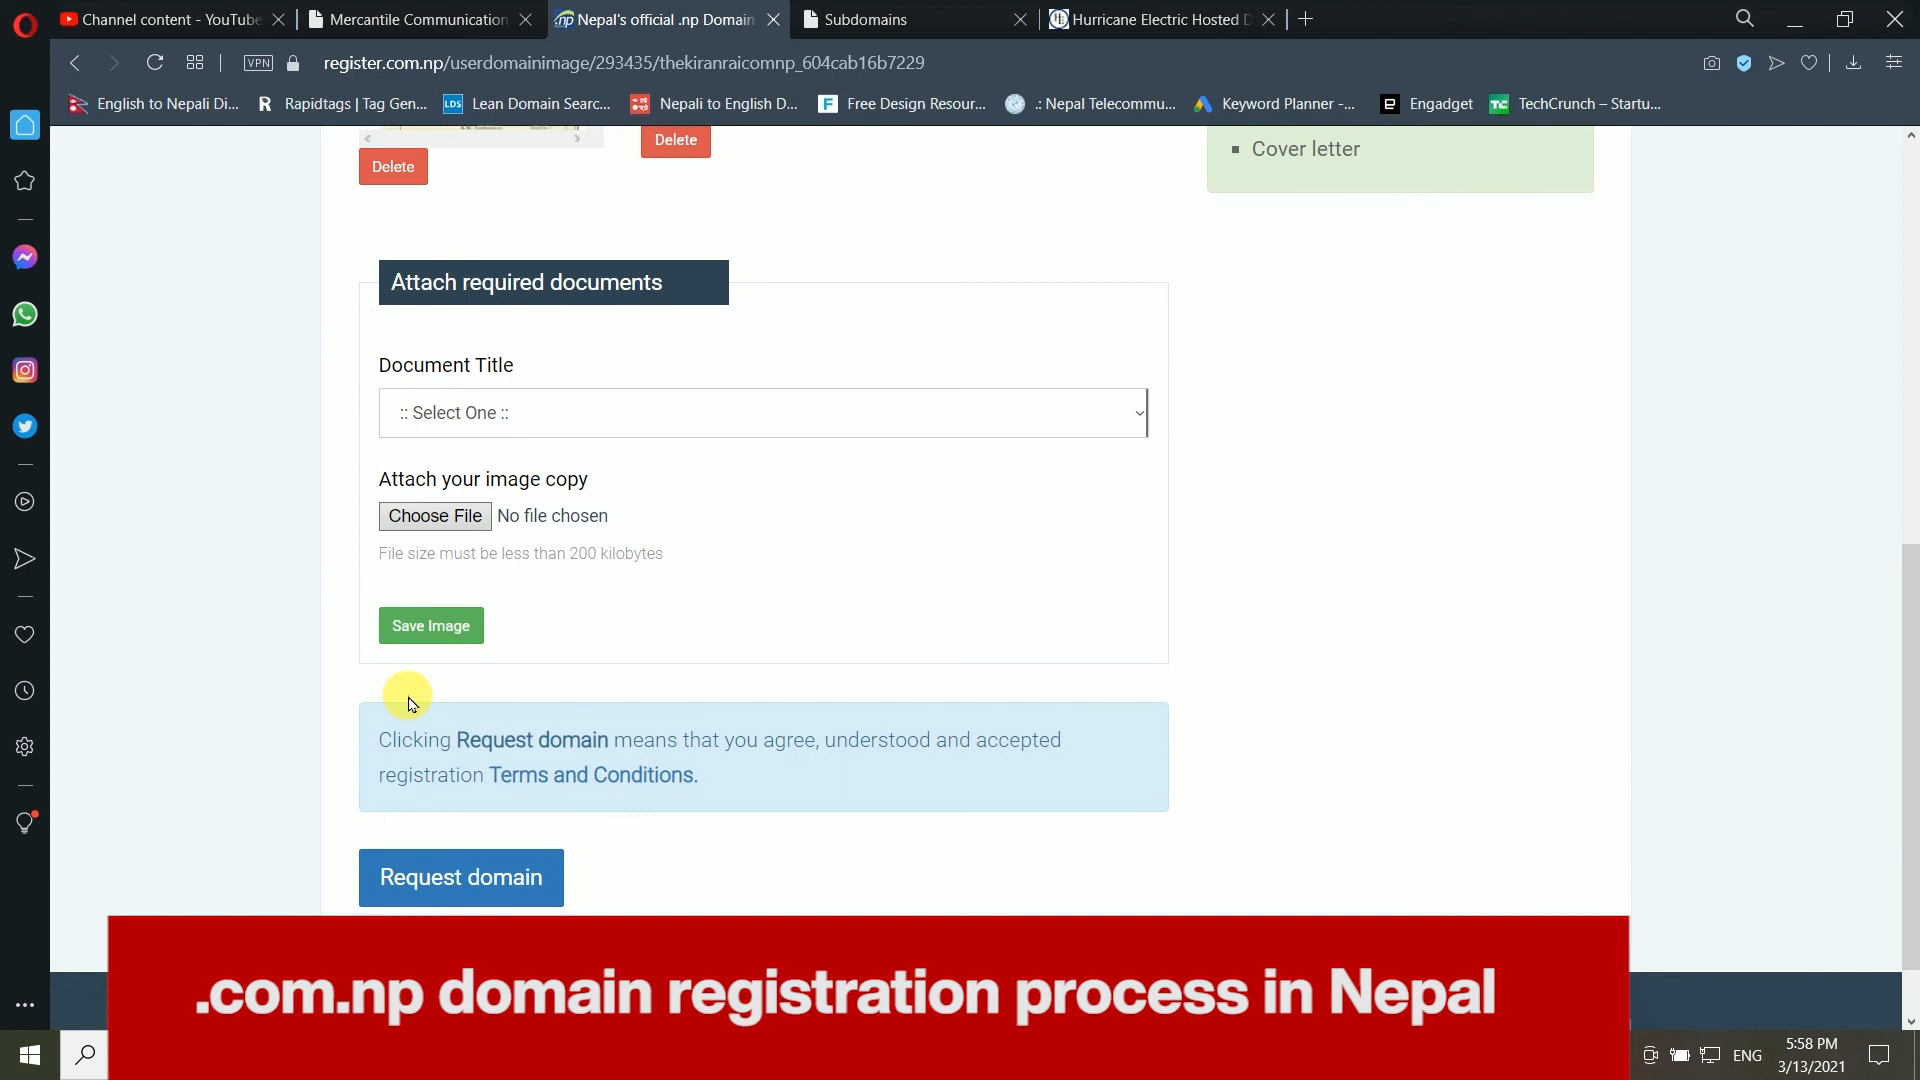 Channel content - YouTube
Mercantile Communication
Nepal's official .np Domain
Subdomains
Hurricane Electric Hosted D
VPN
register.com.np/userdomainimage/293435/thekiranraicomnp_604cab16b7229
English to Nepali Di...
R Rapidtags | Tag Gen...
LDS Lean Domain Searc...
Nepali to English D...
F Free Design Resour...
.: Nepal Telecommu...
Keyword Planner -...
e Engadget
TC TechCrunch – Startu...
Delete
Delete
Cover letter
Attach required documents
Document Title
:: Select One ::
Attach your image copy
Choose File No file chosen
File size must be less than 200 kilobytes
Save Image
Clicking Request domain means that you agree, understood and accepted
registration Terms and Conditions.
Request domain
.com.np domain registration process in Nepal
ENG
5:58 PM
3/13/2021